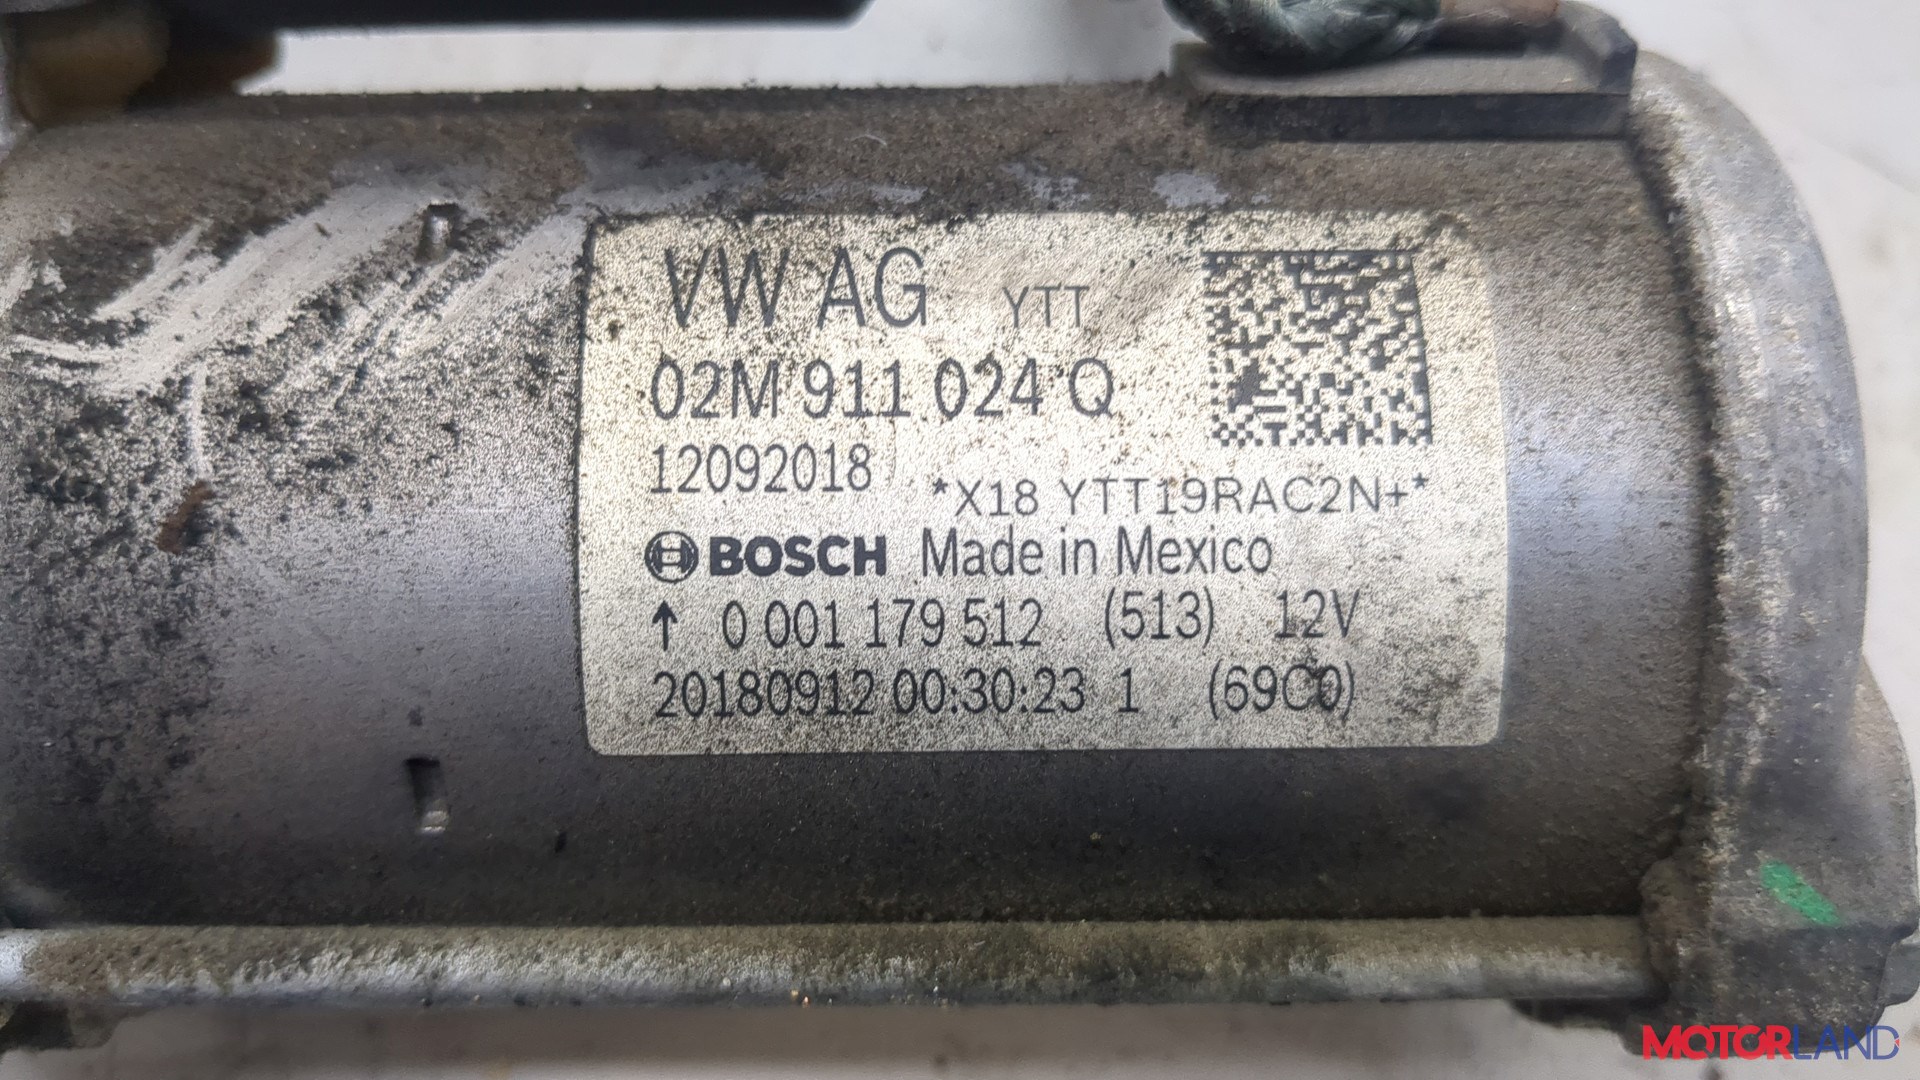 VW AG YTT
02M 911 024 Q
12092018
*X18 YTT19RAC2N+*
BOSCH Made in Mexico
↑ 0 001 179 512 (513) 12V
20180912 00:30:23 1 (69C0)
MOTORLAND